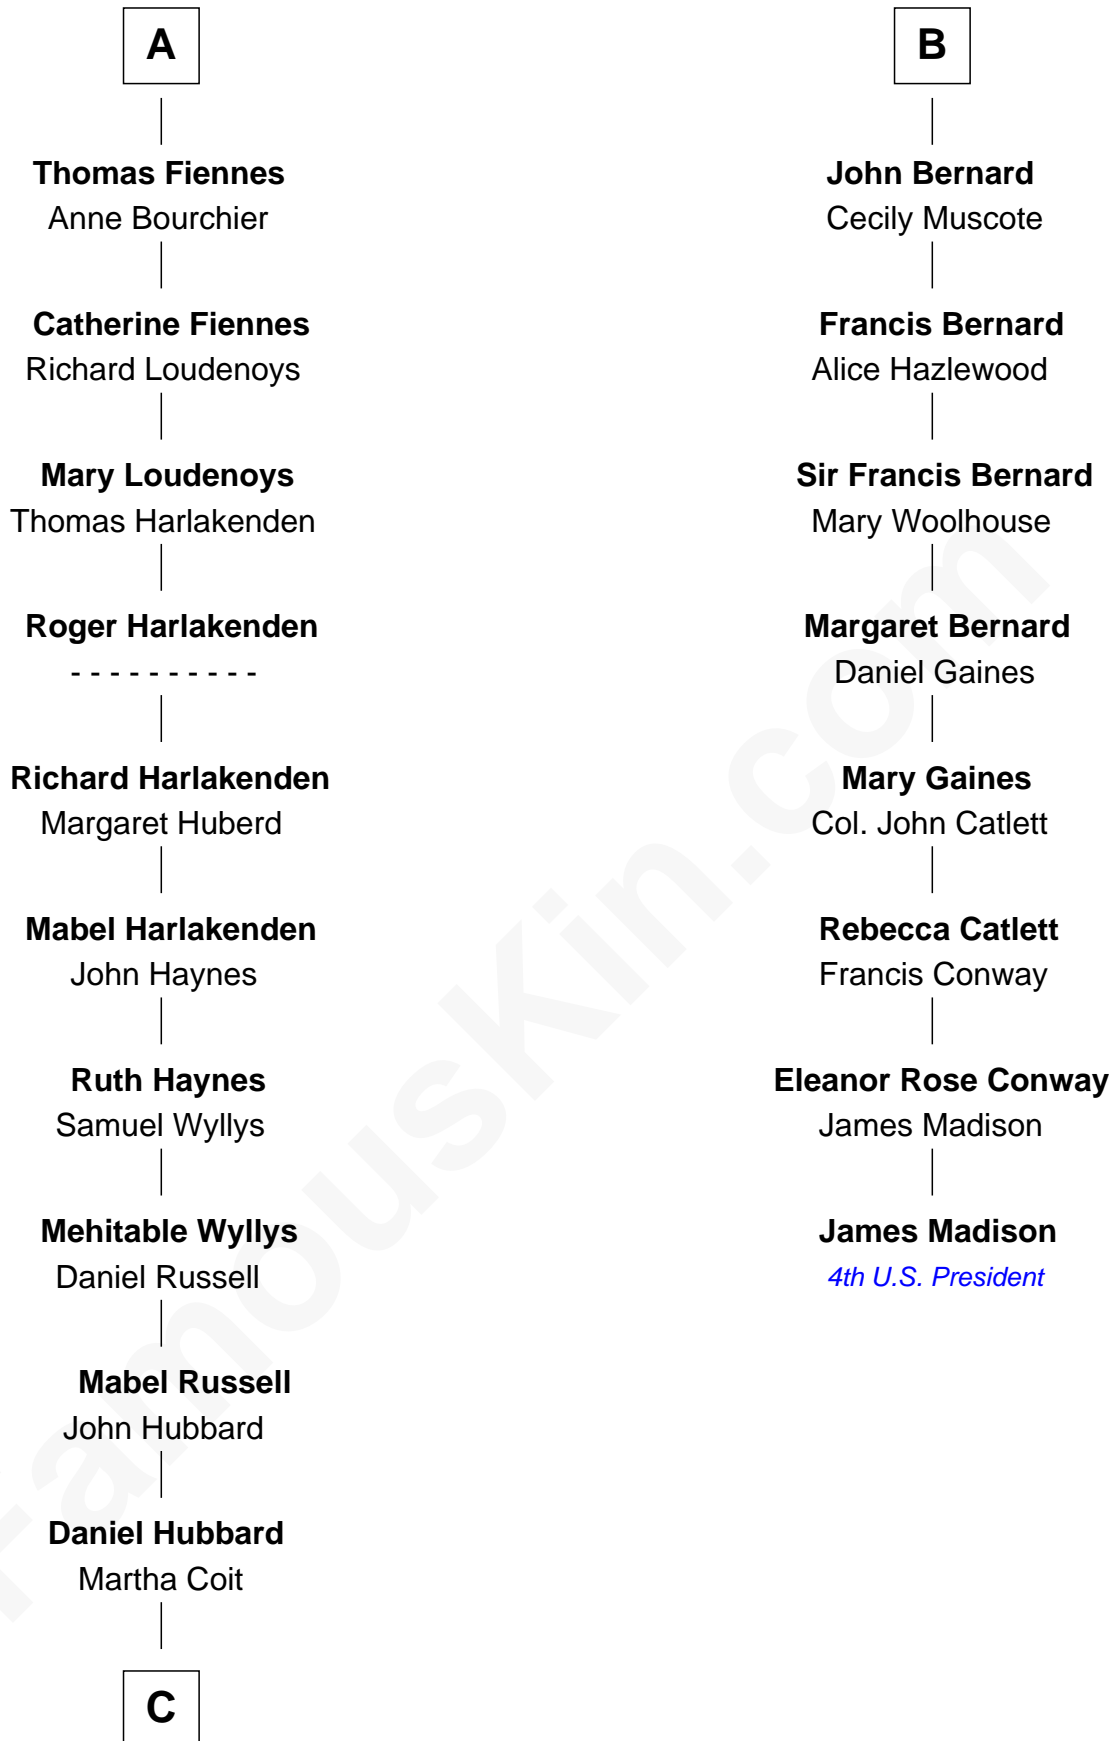 A
Thomas Fiennes
Anne Bourchier
Catherine Fiennes
Richard Loudenoys
Mary Loudenoys
Thomas Harlakenden
Roger Harlakenden
- - - - - - - - - -
Richard Harlakenden
Margaret Huberd
Mabel Harlakenden
John Haynes
Ruth Haynes
Samuel Wyllys
Mehitable Wyllys
Daniel Russell
Mabel Russell
John Hubbard
Daniel Hubbard
Martha Coit
C
B
John Bernard
Cecily Muscote
Francis Bernard
Alice Hazlewood
Sir Francis Bernard
Mary Woolhouse
Margaret Bernard
Daniel Gaines
Mary Gaines
Col. John Catlett
Rebecca Catlett
Francis Conway
Eleanor Rose Conway
James Madison
James Madison
4th U.S. President
FamousKin.com